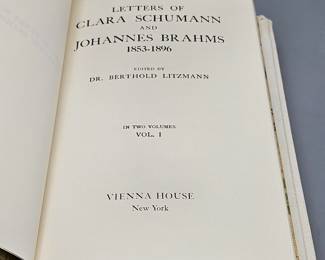 LETTERS OF
CLARA SCHUMANN
AND
JOHANNES BRAHMS
1853-1896
EDITED BY
DR. BERTHOLD LITZMANN
IN TWO VOLUMES
VOL. I
VIENNA HOUSE
New York